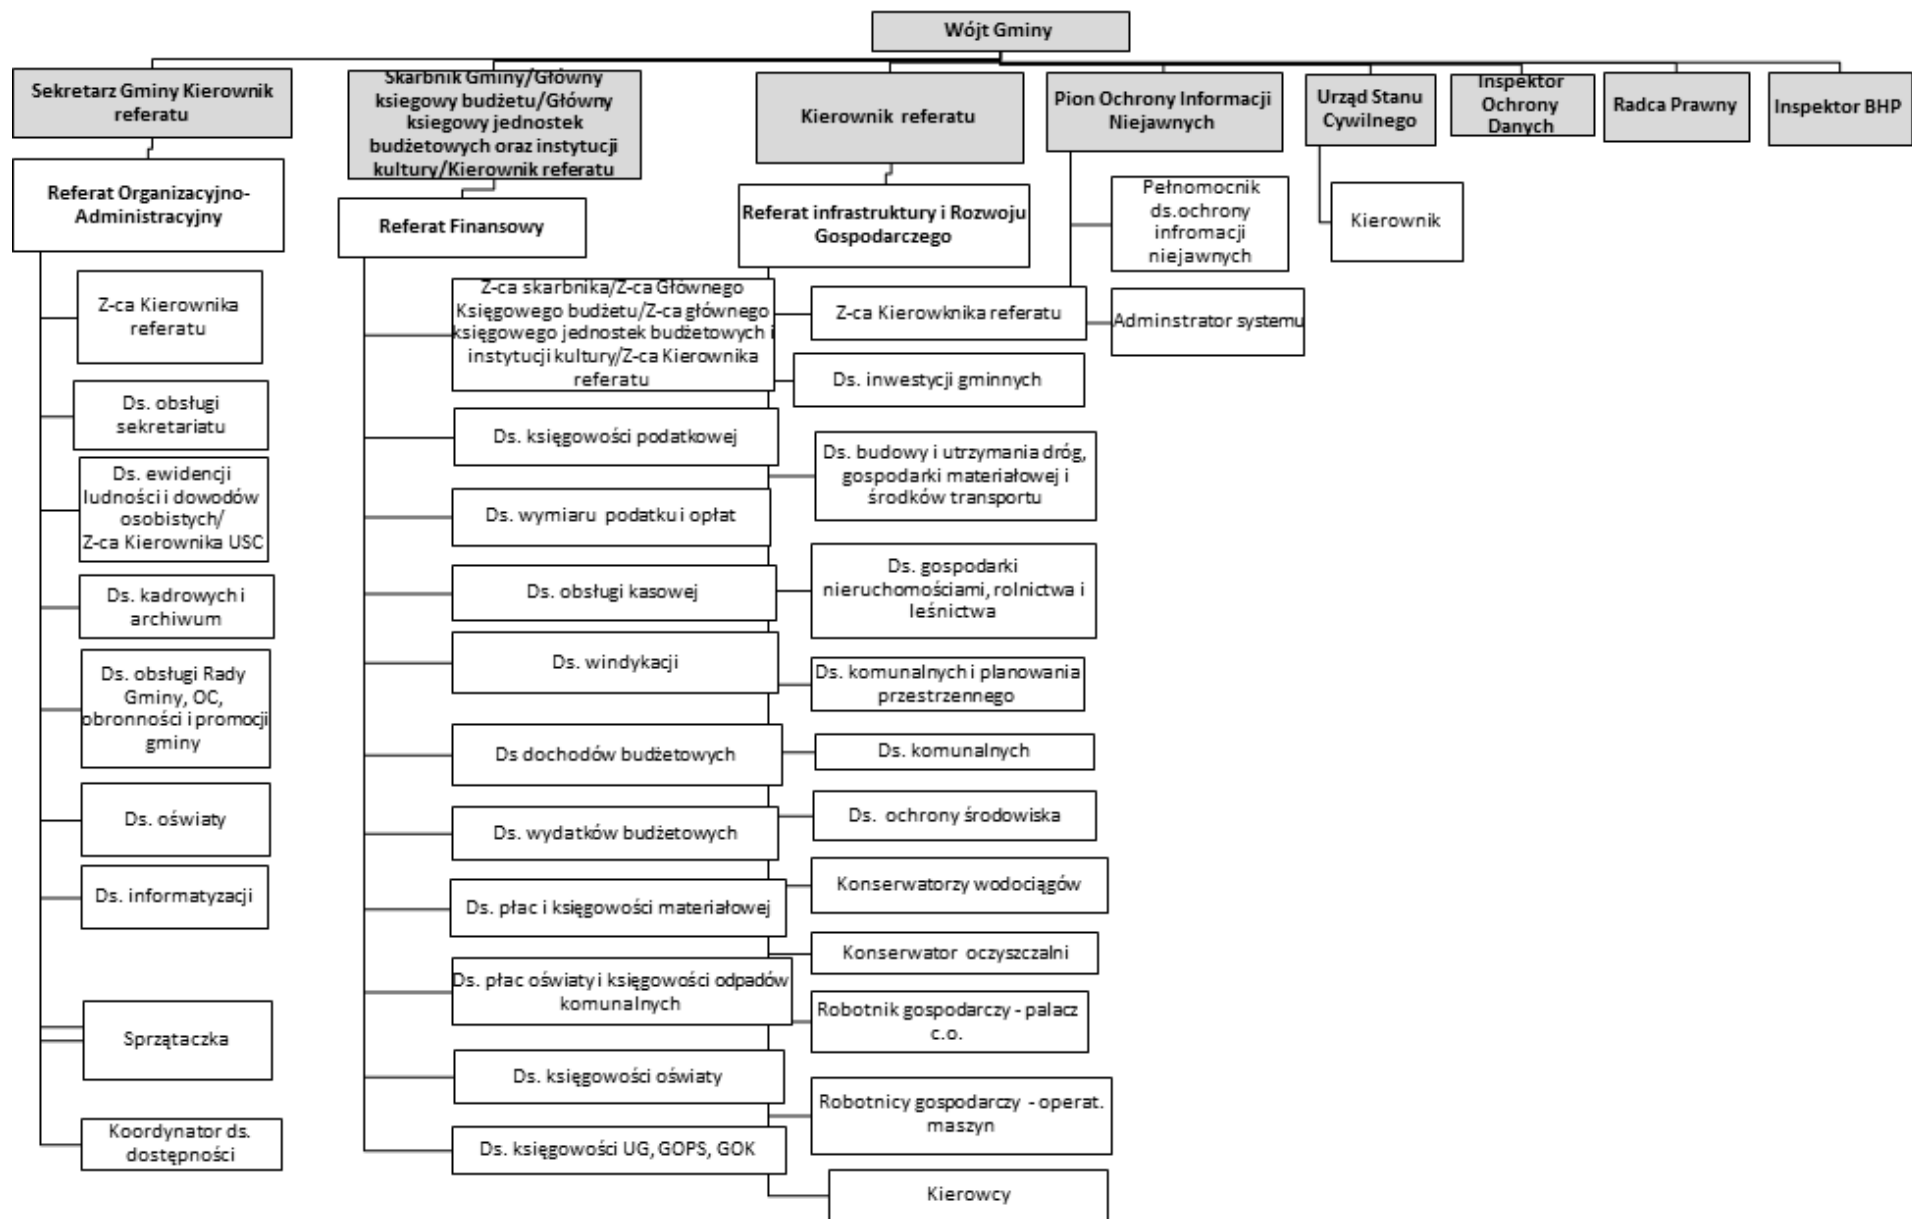 Wójt Gminy
Sekretarz Gminy Kierownik
referatu
Skarbnik Gminy/Główny
ksiegowy budżetu/Główny
ksiegowy jednostek
budżetowych oraz instytucji
kultury/Kierownik referatu
Kierownik referatu
Pion Ochrony Informacji
Niejawnych
Urząd Stanu
Cywilnego
Inspektor
Ochrony
Danych
Radca Prawny
Inspektor BHP
Referat Organizacyjno-
Administracyjny
Z-ca Kierownika
referatu
Ds. obsługi
sekretariatu
Ds. ewidencji
ludności i dowodów
osobistych/
Z-ca Kierownika USC
Ds. kadrowych i
archiwum
Ds. obsługi Rady
Gminy, OC,
obronności i promocji
gminy
Ds. oświaty
Ds. informatyzacji
Sprzątaczka
Koordynator ds.
dostępności
Referat Finansowy
Z-ca skarbnika/Z-ca Głównego
Księgowego budżetu/Z-ca głównego
księgowego jednostek budżetowych i
instytucji kultury/Z-ca Kierownika
referatu
Ds. księgowości podatkowej
Ds. wymiaru podatku i opłat
Ds. obsługi kasowej
Ds. windykacji
Ds dochodów budżetowych
Ds. wydatków budżetowych
Ds. płac i księgowości materiałowej
Ds. płac oświaty i księgowości odpadów
komunalnych
Ds. księgowości oświaty
Ds. księgowości UG, GOPS, GOK
Referat infrastruktury i Rozwoju
Gospodarczego
Z-ca Kierowknika referatu
Ds. inwestycji gminnych
Ds. budowy i utrzymania dróg,
gospodarki materiałowej i
środków transportu
Ds. gospodarki
nieruchomościami, rolnictwa i
leśnictwa
Ds. komunalnych i planowania
przestrzennego
Ds. komunalnych
Ds. ochrony środowiska
Konserwatorzy wodociągów
Konserwator oczyszczalni
Robotnik gospodarczy - palacz
c.o.
Robotnicy gospodarczy - operat.
maszyn
Kierowcy
Pełnomocnik
ds.ochrony
infromacji
niejawnych
Adminstrator systemu
Kierownik